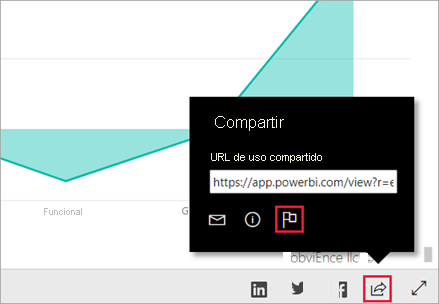 Compartir
URL de uso compartido
https://app.powerbi.com/view?r=e
Funcional
G
obviEnce llc